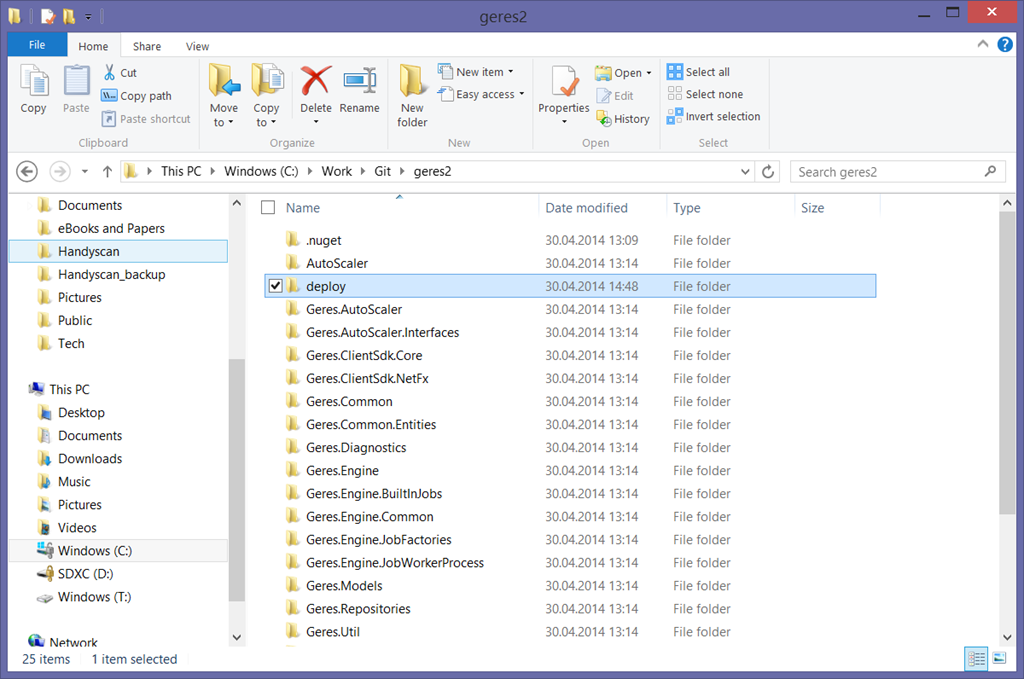 geres2
File Home Share View
Copy Paste Cut Copy path Paste shortcut
Clipboard
Move to Copy to Delete Rename
Organize
New folder New item Easy access
New
Properties Open Edit History
Open
Select all Select none Invert selection
Select
This PC Windows (C:) Work Git geres2
Search geres2
Documents
eBooks and Papers
Handyscan
Handyscan_backup
Pictures
Public
Tech
This PC
Desktop
Documents
Downloads
Music
Pictures
Videos
Windows (C:)
SDXC (D:)
Windows (T:)
Network
Name Date modified Type Size
.nuget 30.04.2014 13:09 File folder
AutoScaler 30.04.2014 13:14 File folder
deploy 30.04.2014 14:48 File folder
Geres.AutoScaler 30.04.2014 13:14 File folder
Geres.AutoScaler.Interfaces 30.04.2014 13:14 File folder
Geres.ClientSdk.Core 30.04.2014 13:14 File folder
Geres.ClientSdk.NetFx 30.04.2014 13:14 File folder
Geres.Common 30.04.2014 13:14 File folder
Geres.Common.Entities 30.04.2014 13:14 File folder
Geres.Diagnostics 30.04.2014 13:14 File folder
Geres.Engine 30.04.2014 13:14 File folder
Geres.Engine.BuiltInJobs 30.04.2014 13:14 File folder
Geres.Engine.Common 30.04.2014 13:14 File folder
Geres.Engine.JobFactories 30.04.2014 13:14 File folder
Geres.Engine.JobWorkerProcess 30.04.2014 13:14 File folder
Geres.Models 30.04.2014 13:14 File folder
Geres.Repositories 30.04.2014 13:14 File folder
Geres.Util 30.04.2014 13:14 File folder
25 items 1 item selected